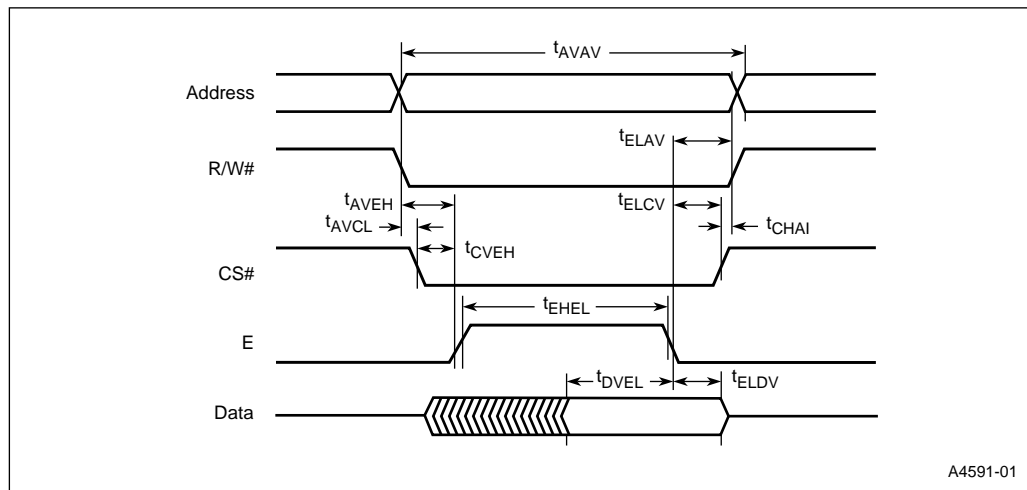 tAVAV
Address
tELAV
R/W#
tAVEH
tELCV
tAVCL
tCHAI
tCVEH
CS#
tEHEL
E
tDVEL
tELDV
Data
A4591-01